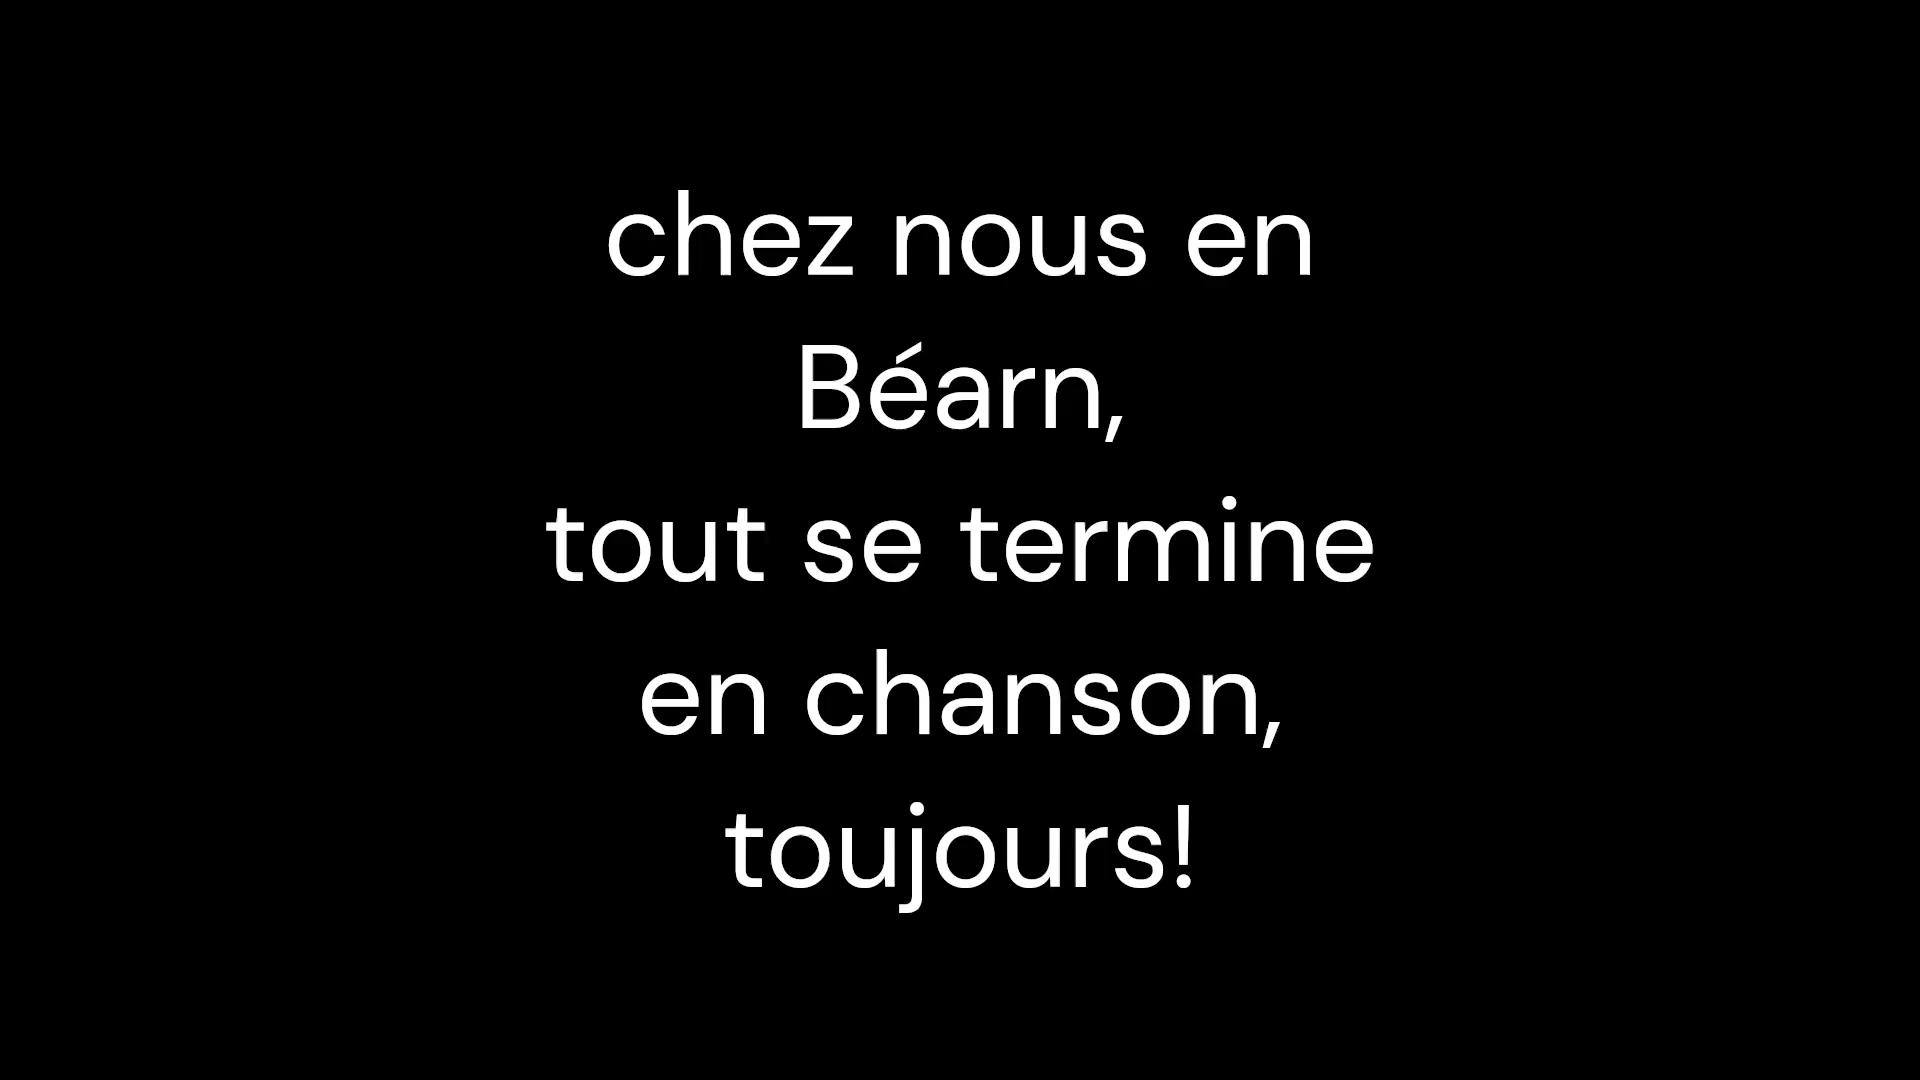 chez nous en
Béarn,
tout se termine
en chanson,
toujours!